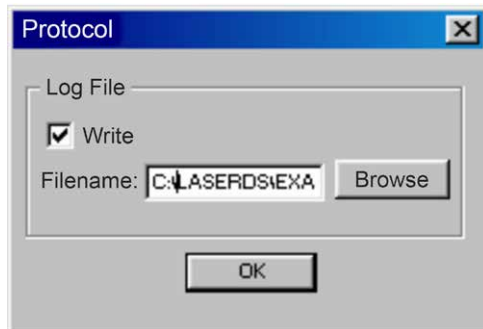 Protocol
Log File
Write
Filename: C:\LASERDS\EXA Browse
OK